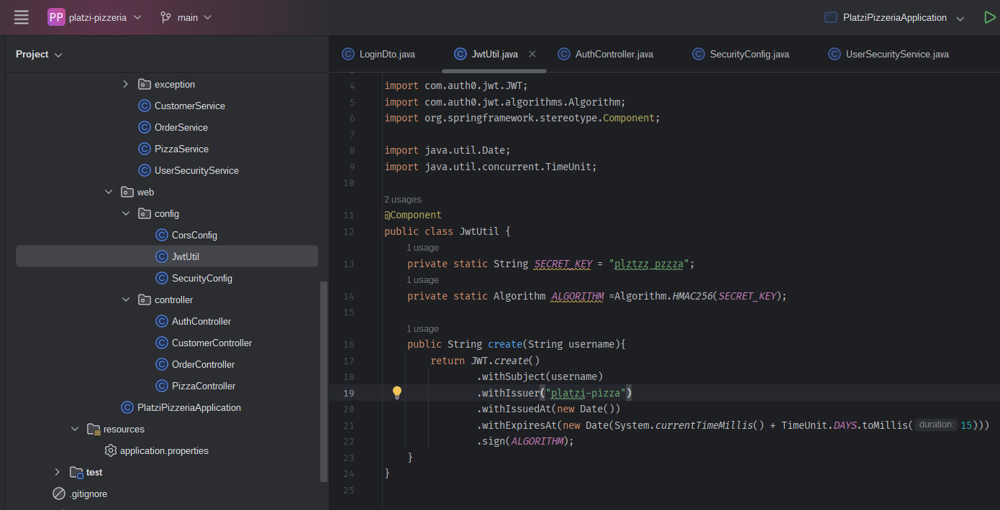 PP platzi-pizzeria main PlatziPizzeriaApplication
Project
LoginDto.java JwtUtil.java AuthController.java SecurityConfig.java UserSecurityService.java
exception
CustomerService
OrderService
PizzaService
UserSecurityService
web
config
CorsConfig
JwtUtil
SecurityConfig
controller
AuthController
CustomerController
OrderController
PizzaController
PlatziPizzeriaApplication
resources
application.properties
test
.gitignore
4 import com.auth0.jwt.JWT;
5 import com.auth0.jwt.algorithms.Algorithm;
6 import org.springframework.stereotype.Component;
7
8 import java.util.Date;
9 import java.util.concurrent.TimeUnit;
10
2 usages
11 @Component
12 public class JwtUtil {
1 usage
13 private static String SECRET_KEY = "plztzz_pzzza";
1 usage
14 private static Algorithm ALGORITHM =Algorithm.HMAC256(SECRET_KEY);
15
1 usage
16 public String create(String username){
17 return JWT.create()
18 .withSubject(username)
19 .withIssuer("platzi-pizza")
20 .withIssuedAt(new Date())
21 .withExpiresAt(new Date(System.currentTimeMillis() + TimeUnit.DAYS.toMillis( duration: 15)))
22 .sign(ALGORITHM);
23 }
24 }
25